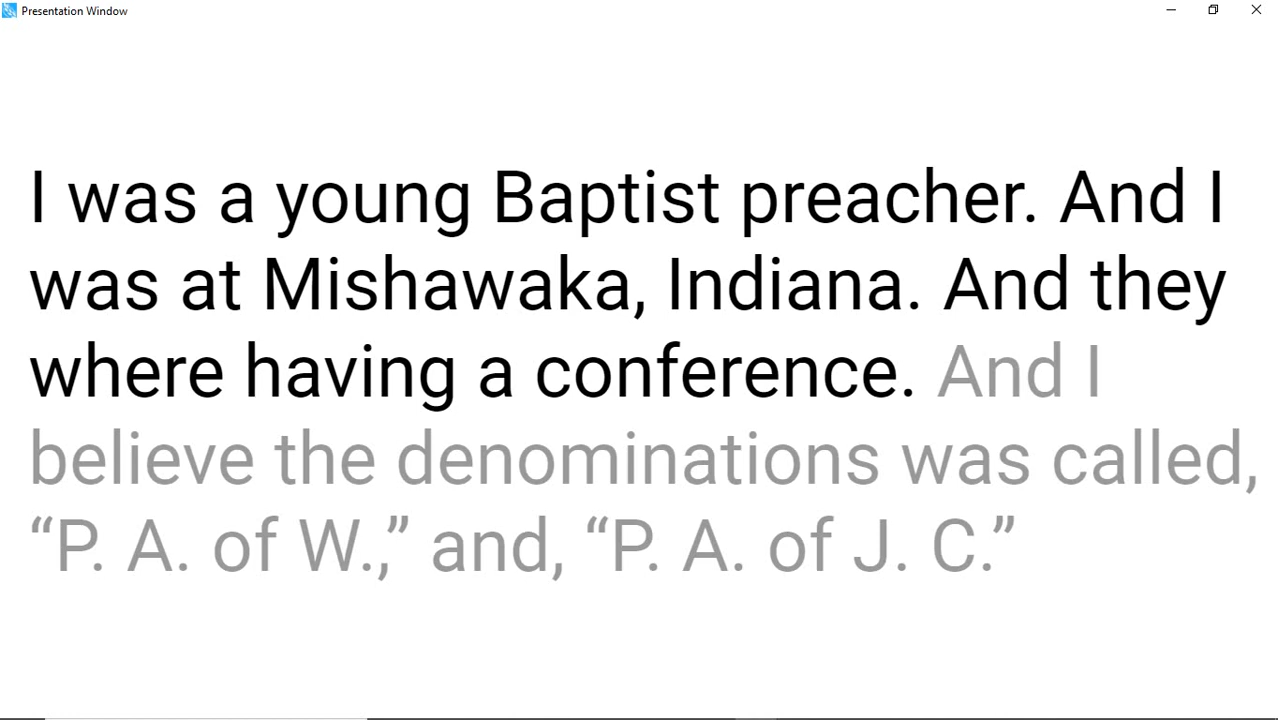 Presentation Window
I was a young Baptist preacher. And I
was at Mishawaka, Indiana. And they
where having a conference. And I
believe the denominations was called,
“P. A. of W.,” and, “P. A. of J. C.”